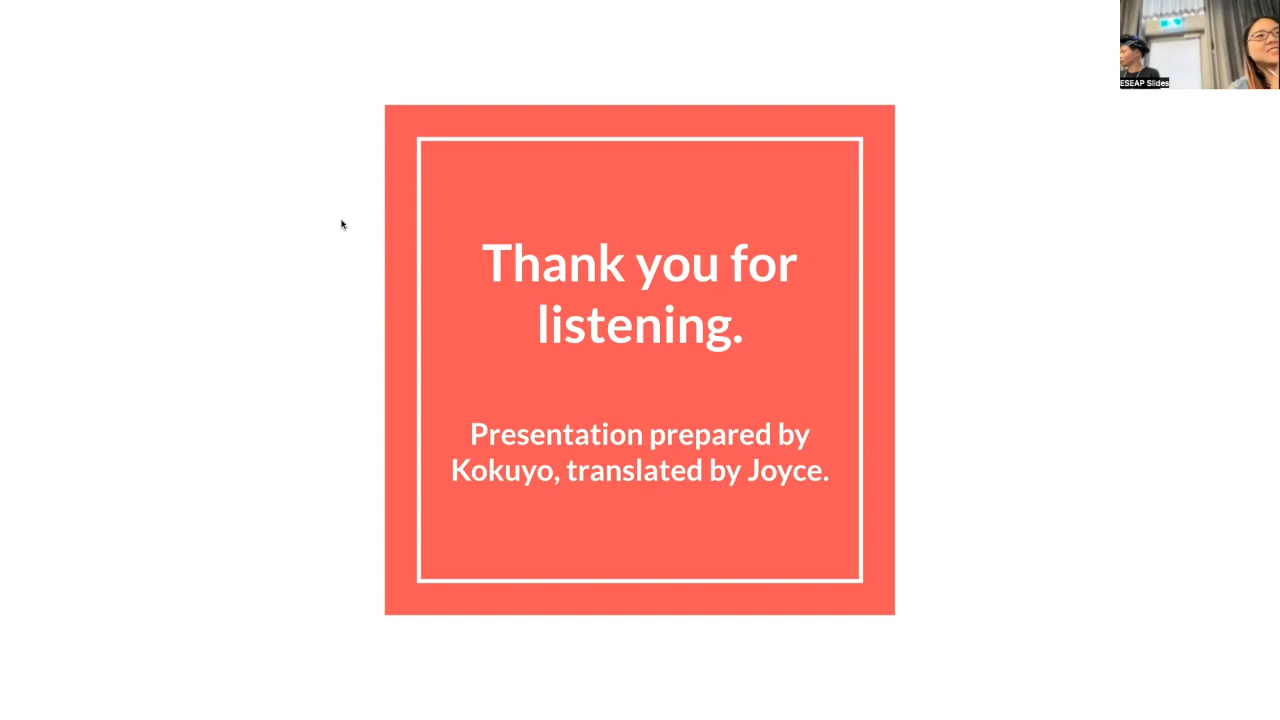 ESEAP Slides
Thank you for
listening.
Presentation prepared by
Kokuyo, translated by Joyce.